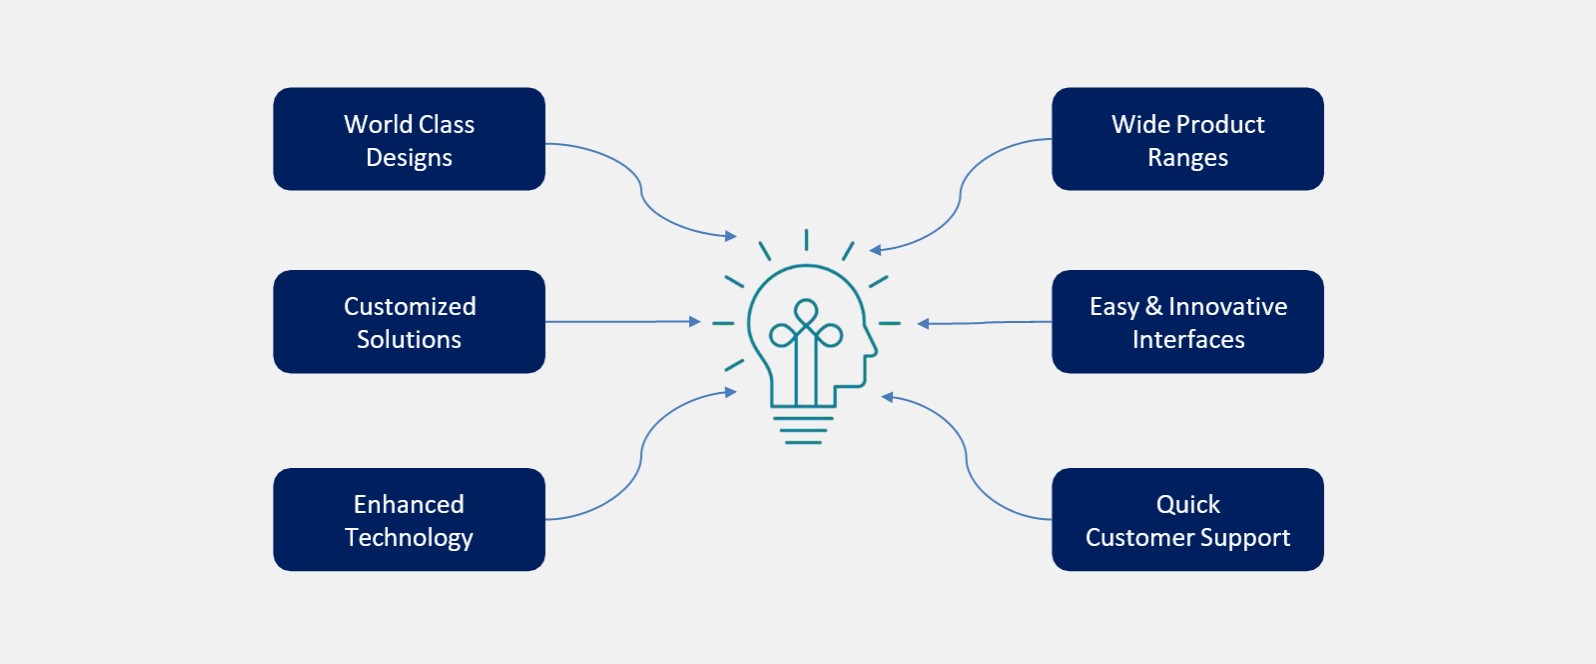 World Class
Designs
Wide Product
Ranges
Customized
Solutions
Easy & Innovative
Interfaces
Enhanced
Technology
Quick
Customer Support